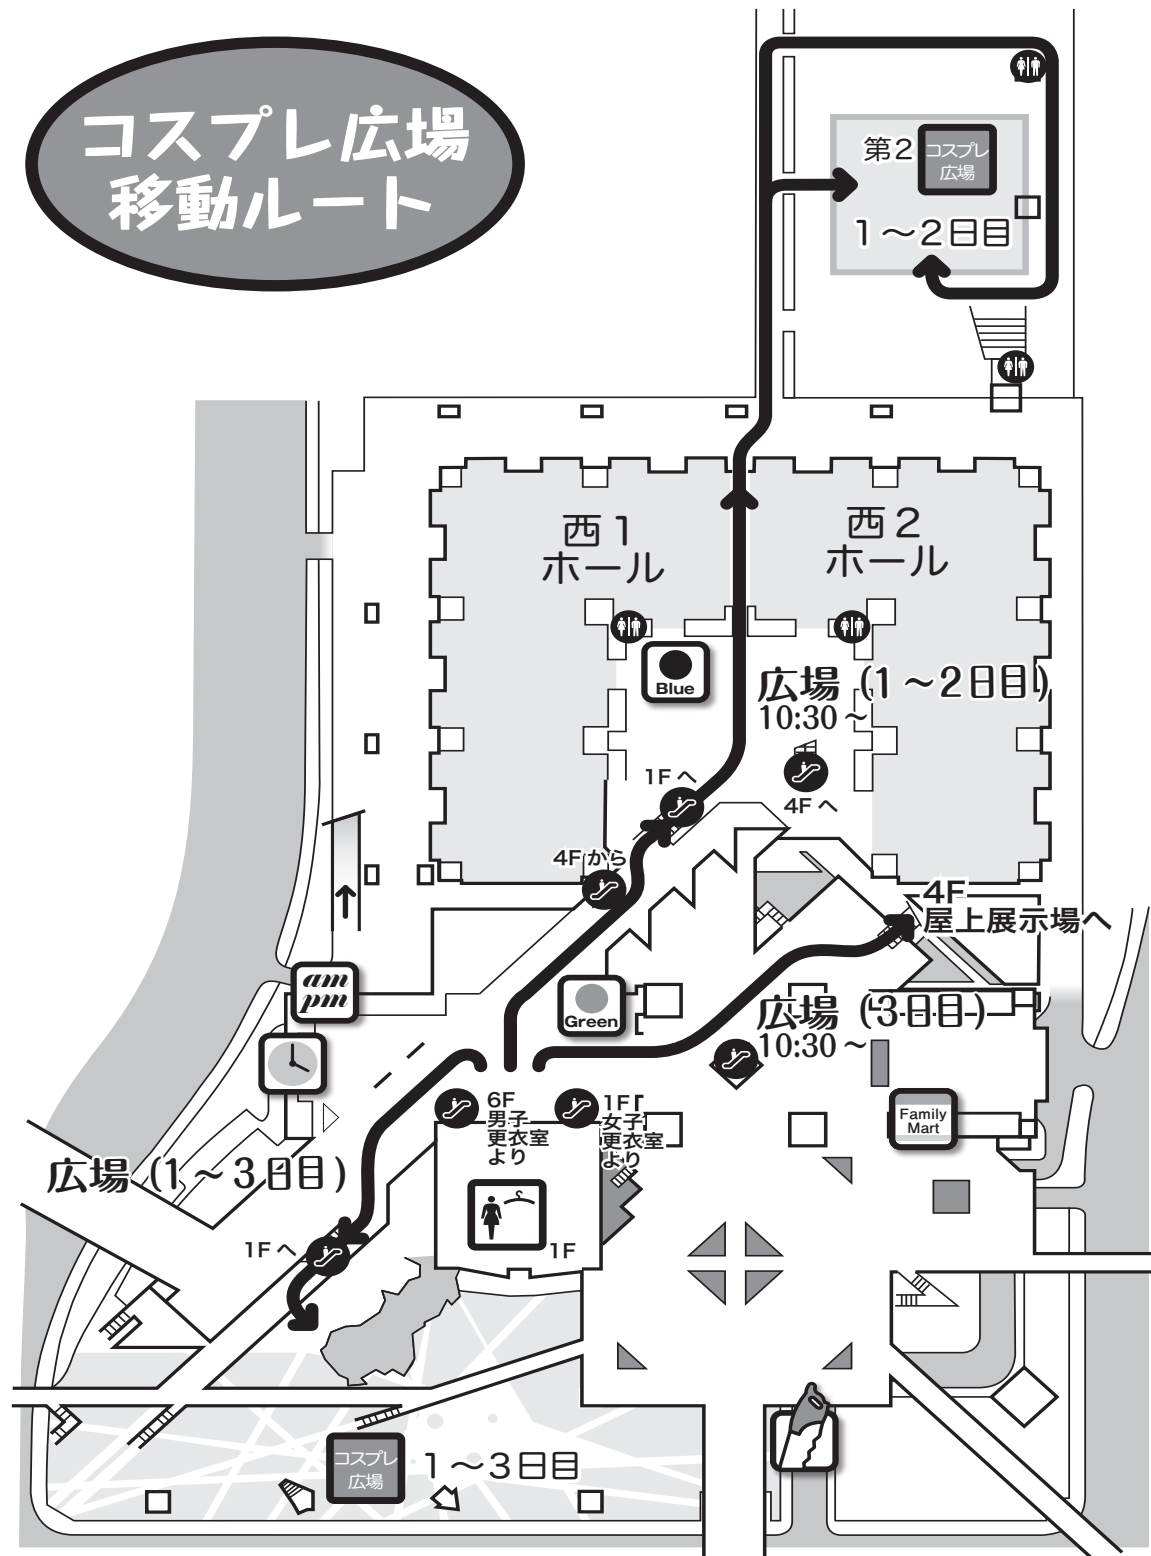 コスプレ広場
移動ルート
第2
コスプレ
広場
1～2日目
西1
ホール
西2
ホール
Blue
広場（1～2日目）
10:30～
1Fへ
4Fへ
4Fから
4F
屋上展示場へ
am
pm
Green
広場（3日目）
10:30～
6F
男子
更衣室
より
1F
女子
更衣室
より
Family
Mart
広場（1～3日目）
1F
1Fへ
コスプレ
広場
1～3日目